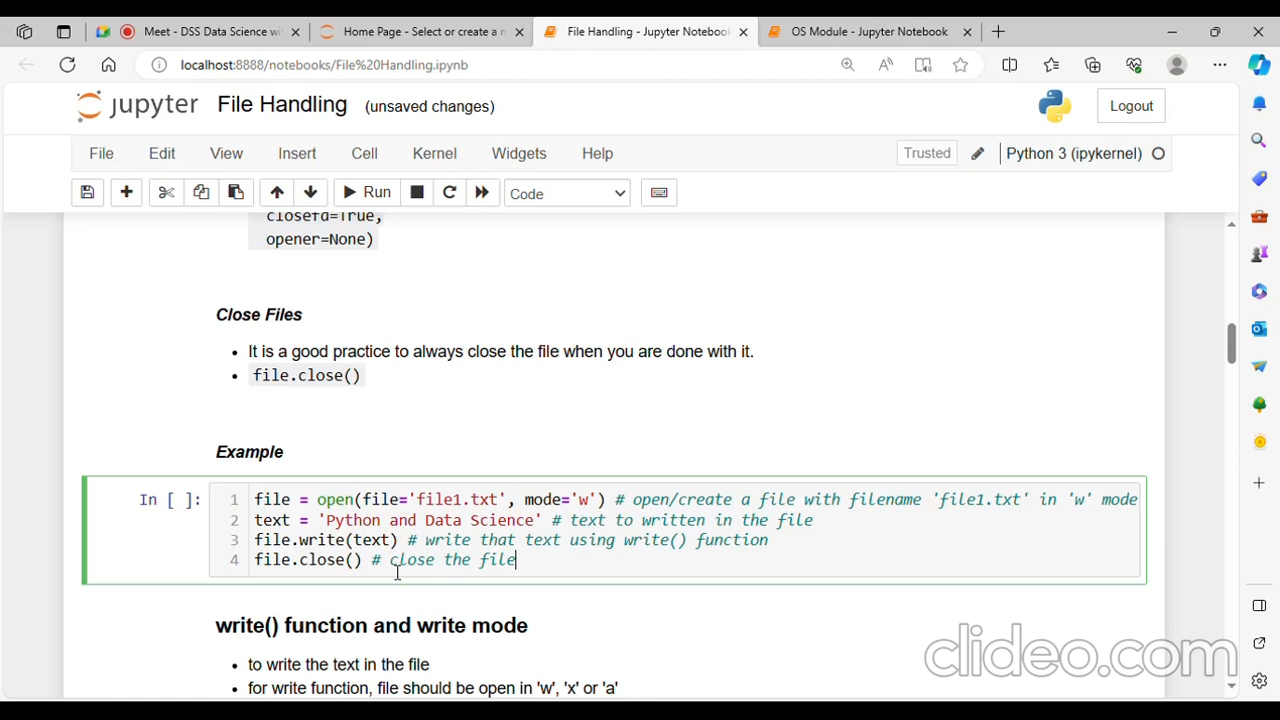 Meet - DSS Data Science wit
Home Page - Select or create a n
File Handling - Jupyter Notebook
OS Module - Jupyter Notebook
localhost:8888/notebooks/File%20Handling.ipynb
jupyter File Handling (unsaved changes)
Logout
File Edit View Insert Cell Kernel Widgets Help
Trusted
Python 3 (ipykernel)
Run
Code
closefd=True,
opener=None)
Close Files
• It is a good practice to always close the file when you are done with it.
• file.close()
Example
In [ ]:
1 file = open(file='file1.txt', mode='w') # open/create a file with filename 'file1.txt' in 'w' mode
2 text = 'Python and Data Science' # text to written in the file
3 file.write(text) # write that text using write() function
4 file.close() # close the file
write() function and write mode
• to write the text in the file
• for write function, file should be open in 'w', 'x' or 'a'
clideo.com